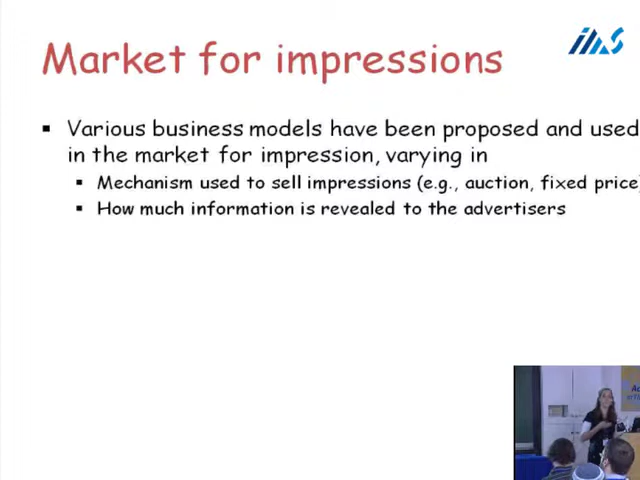 Market for impressions
ims
▪ Various business models have been proposed and used
in the market for impression, varying in
▪ Mechanism used to sell impressions (e.g., auction, fixed price)
▪ How much information is revealed to the advertisers